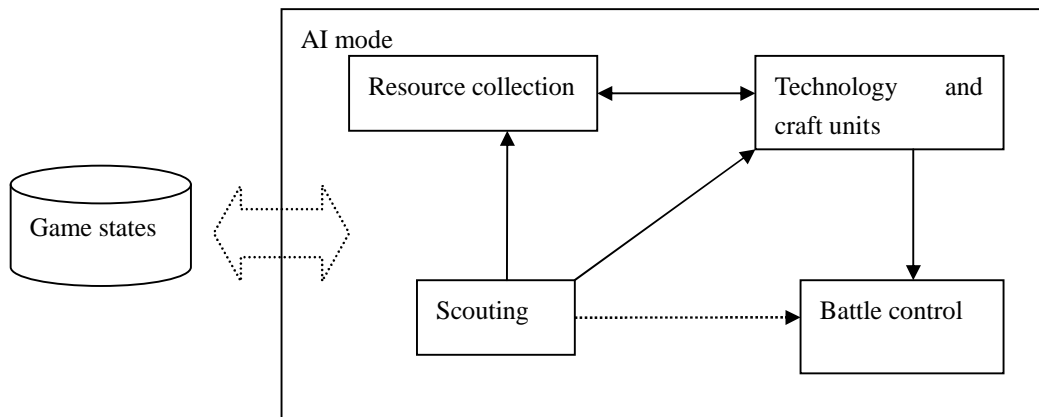 AI mode
Resource collection
Technology and
craft units
Game states
Scouting
Battle control